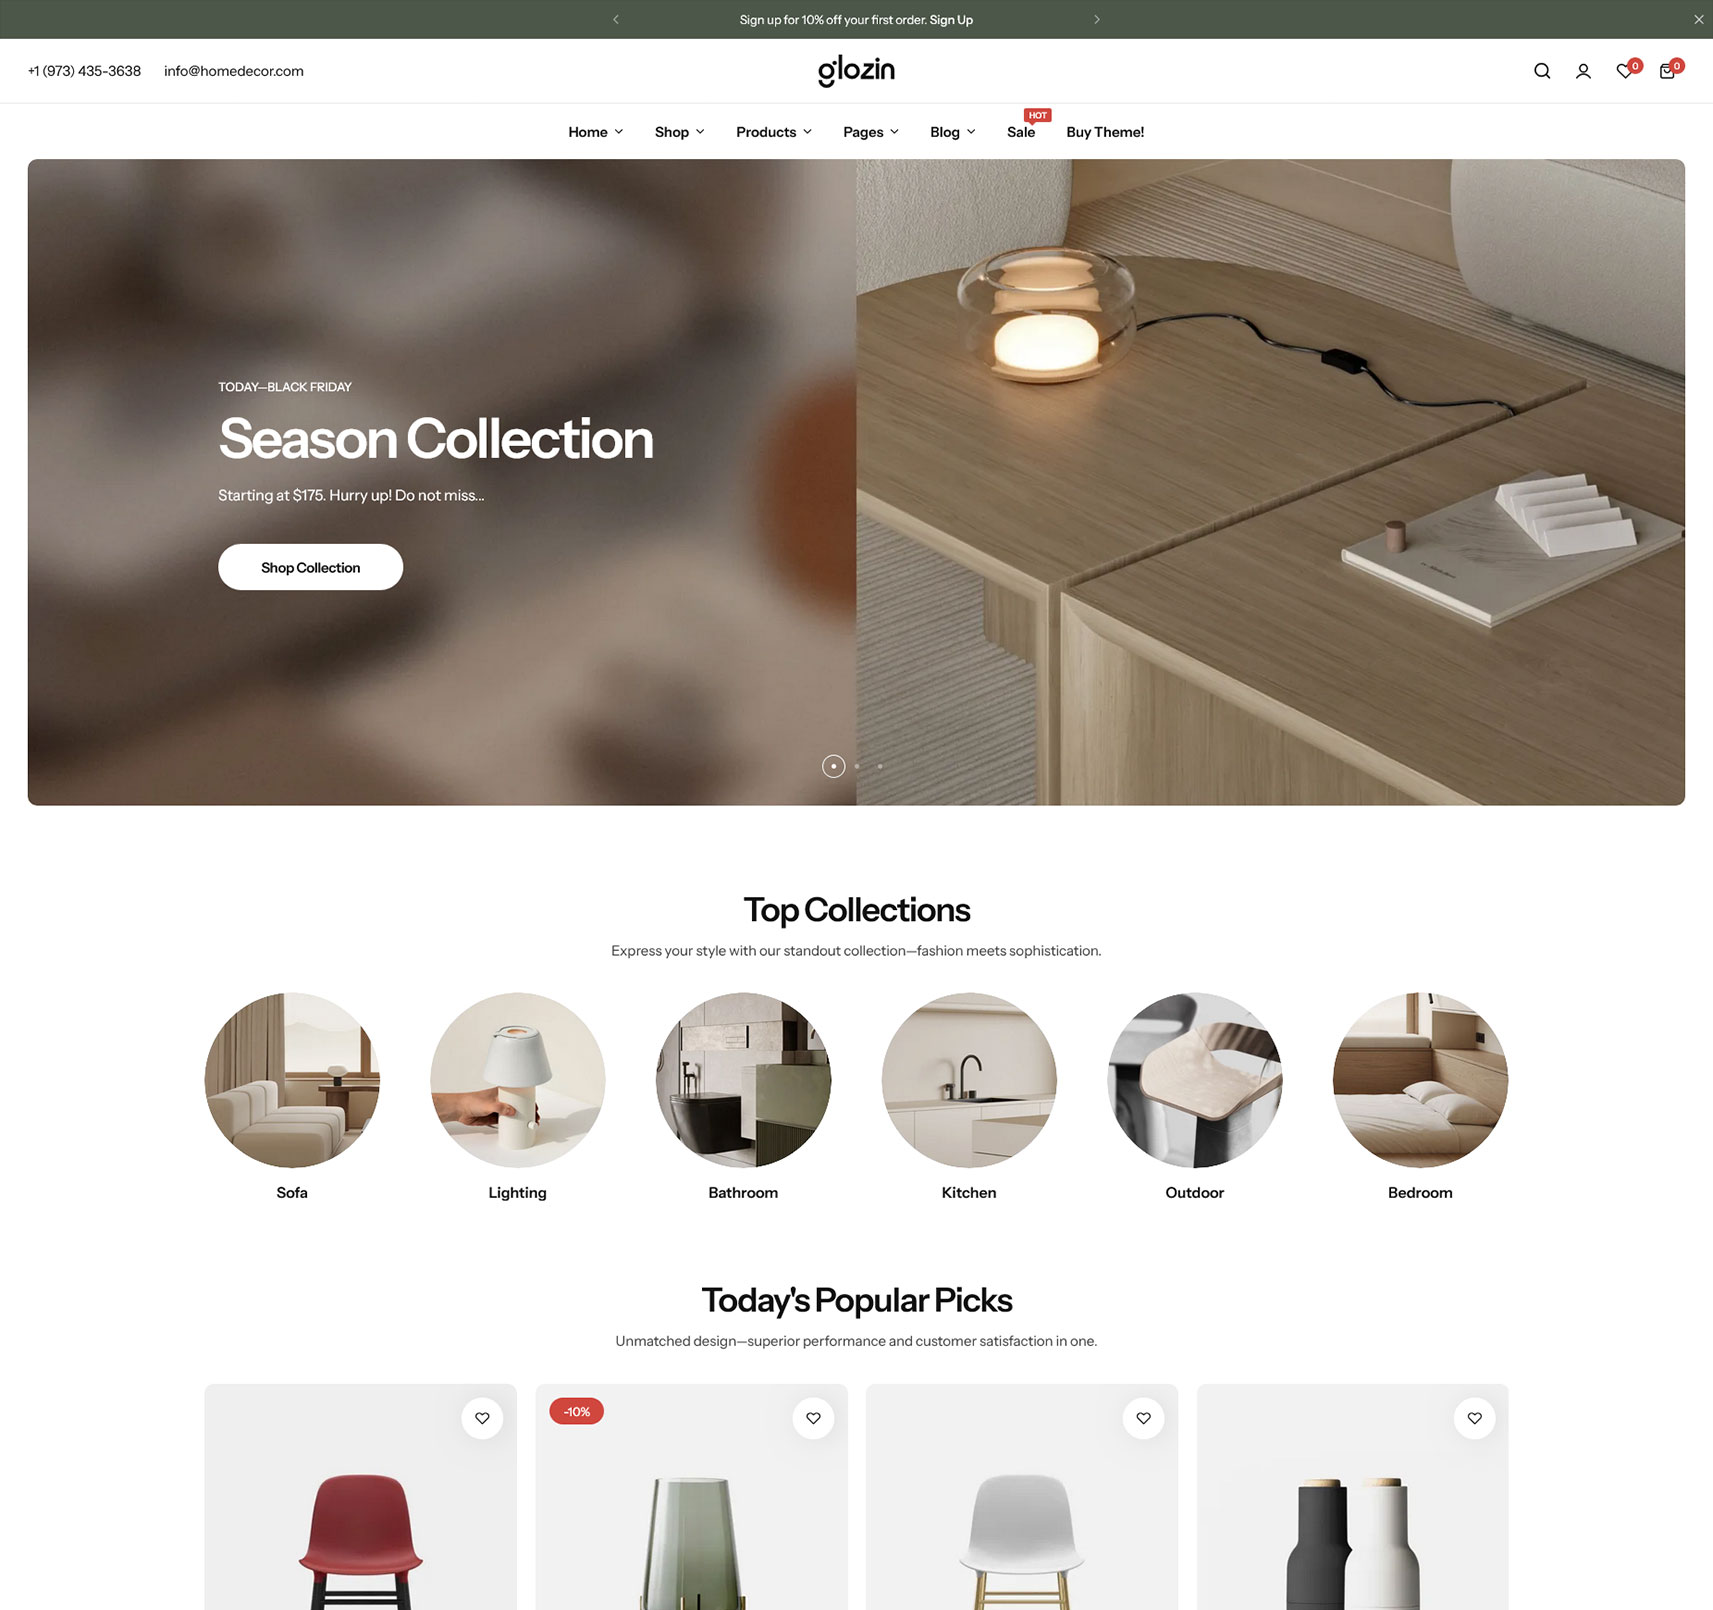 Sign up for 10% off your first order. Sign Up
+1 (973) 435-3638 info@homedecor.com
glozin
0 0
HOT
Home Shop Products Pages Blog Sale Buy Theme!
TODAY—BLACK FRIDAY
Season Collection
Starting at $175. Hurry up! Do not miss...
Shop Collection
Top Collections
Express your style with our standout collection—fashion meets sophistication.
Sofa Lighting Bathroom Kitchen Outdoor Bedroom
Today's Popular Picks
Unmatched design—superior performance and customer satisfaction in one.
-10%